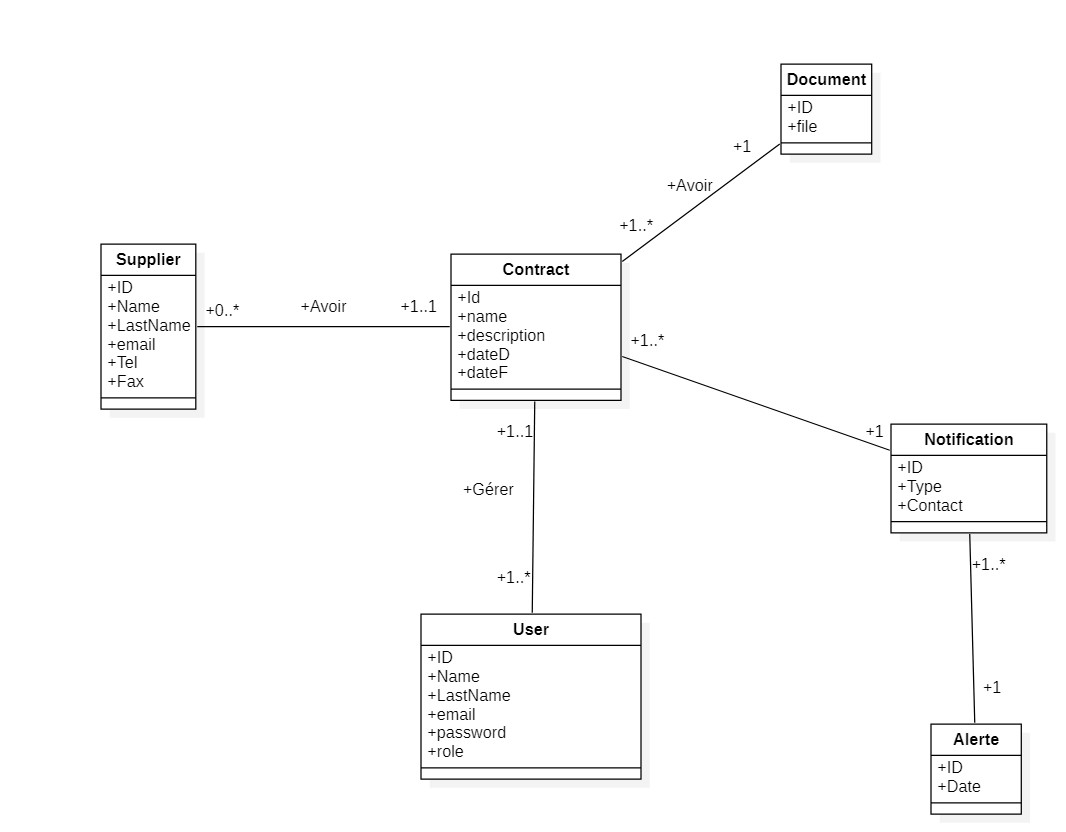 Document
+ID
+file
+1
+Avoir
+1..*
Supplier
+ID
+Name
+LastName
+email
+Tel
+Fax
+0..*
+Avoir
+1..1
Contract
+Id
+name
+description
+dateD
+dateF
+1..*
+1
Notification
+ID
+Type
+Contact
+1..1
+Gérer
+1..*
User
+ID
+Name
+LastName
+email
+password
+role
+1..*
+1
Alerte
+ID
+Date